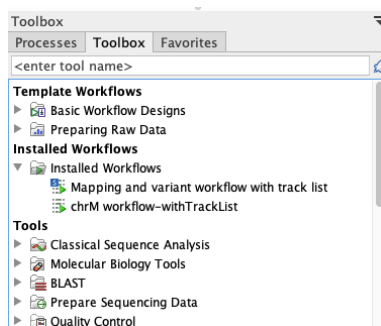 Toolbox
Processes Toolbox Favorites
<enter tool name>
Template Workflows
Basic Workflow Designs
Preparing Raw Data
Installed Workflows
Installed Workflows
Mapping and variant workflow with track list
chrM workflow-withTrackList
Tools
Classical Sequence Analysis
Molecular Biology Tools
BLAST
Prepare Sequencing Data
Quality Control